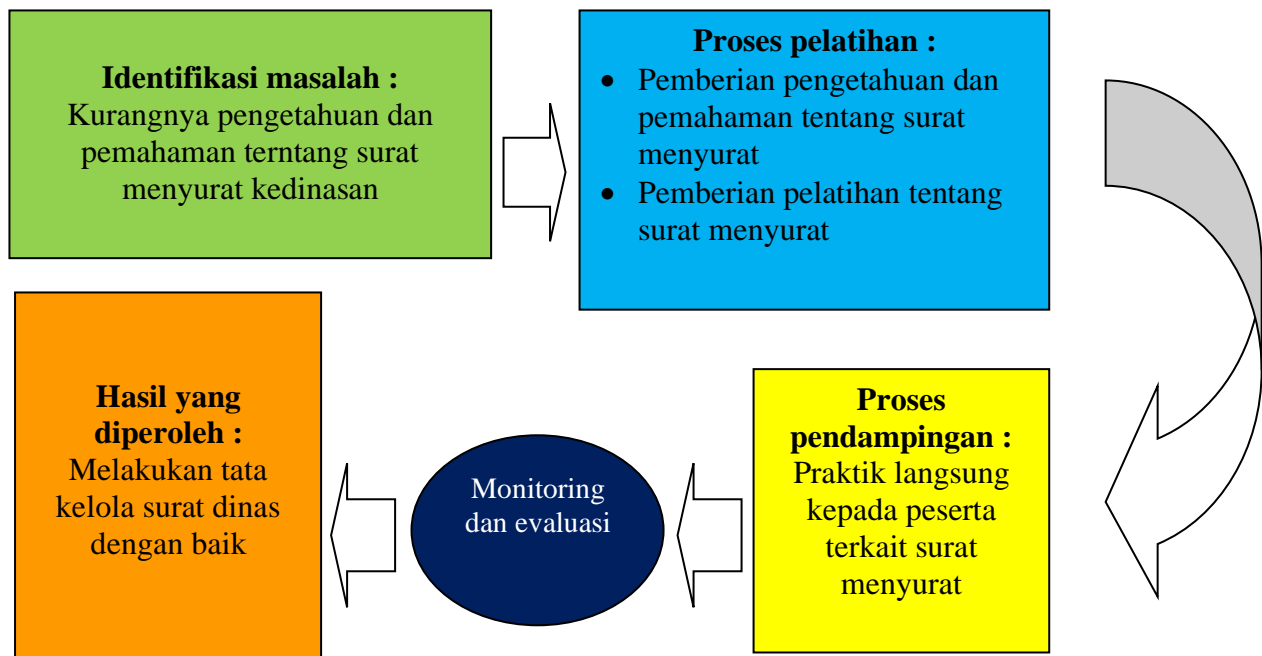 Identifikasi masalah :
Kurangnya pengetahuan dan
pemahaman terntang surat
menyurat kedinasan
Proses pelatihan :
• Pemberian pengetahuan dan
pemahaman tentang surat
menyurat
• Pemberian pelatihan tentang
surat menyurat
Proses
pendampingan :
Praktik langsung
kepada peserta
terkait surat
menyurat
Monitoring
dan evaluasi
Hasil yang
diperoleh :
Melakukan tata
kelola surat dinas
dengan baik